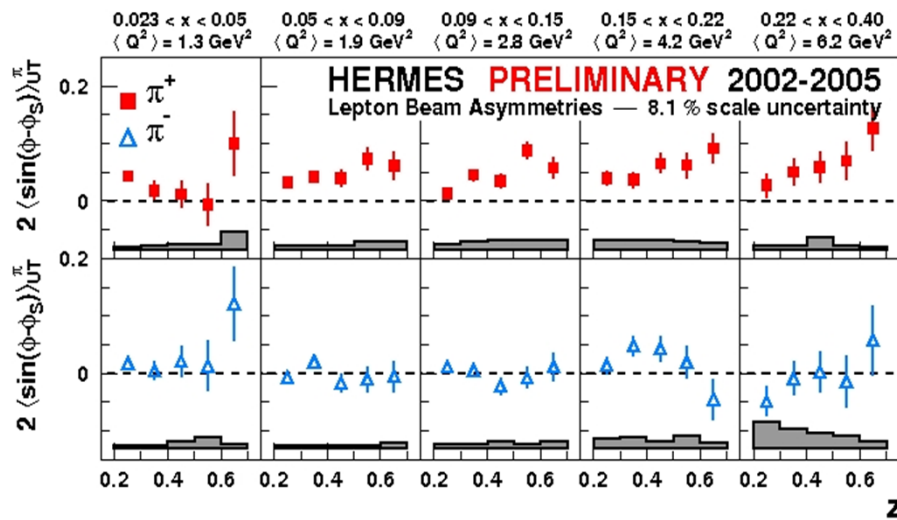 0.023 < x < 0.05 0.05 < x < 0.09 0.09 < x < 0.15 0.15 < x < 0.22 0.22 < x < 0.40
⟨ Q² ⟩ = 1.3 GeV² ⟨ Q² ⟩ = 1.9 GeV² ⟨ Q² ⟩ = 2.8 GeV² ⟨ Q² ⟩ = 4.2 GeV² ⟨ Q² ⟩ = 6.2 GeV²
HERMES PRELIMINARY 2002-2005
Lepton Beam Asymmetries — 8.1 % scale uncertainty
π⁺
π⁻
2 ⟨sin(ϕ-ϕ_S)⟩^π_UT
0.2
0
2 ⟨sin(ϕ-ϕ_S)⟩^π_UT
0.2
0
0.2 0.4 0.6 0.2 0.4 0.6 0.2 0.4 0.6 0.2 0.4 0.6 0.2 0.4 0.6
z